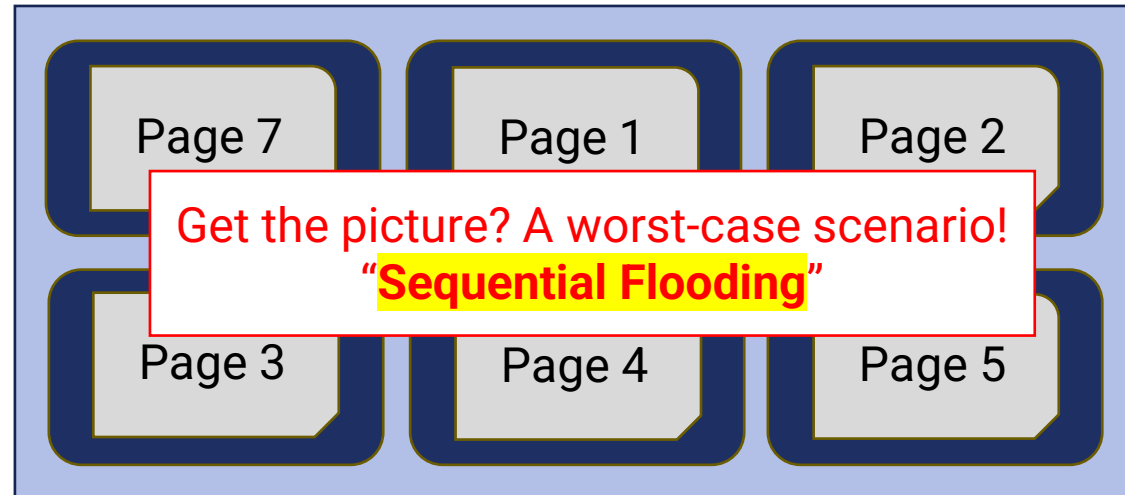 Page 7
Page 1
Page 2
Get the picture? A worst-case scenario!
“Sequential Flooding”
Page 3
Page 4
Page 5